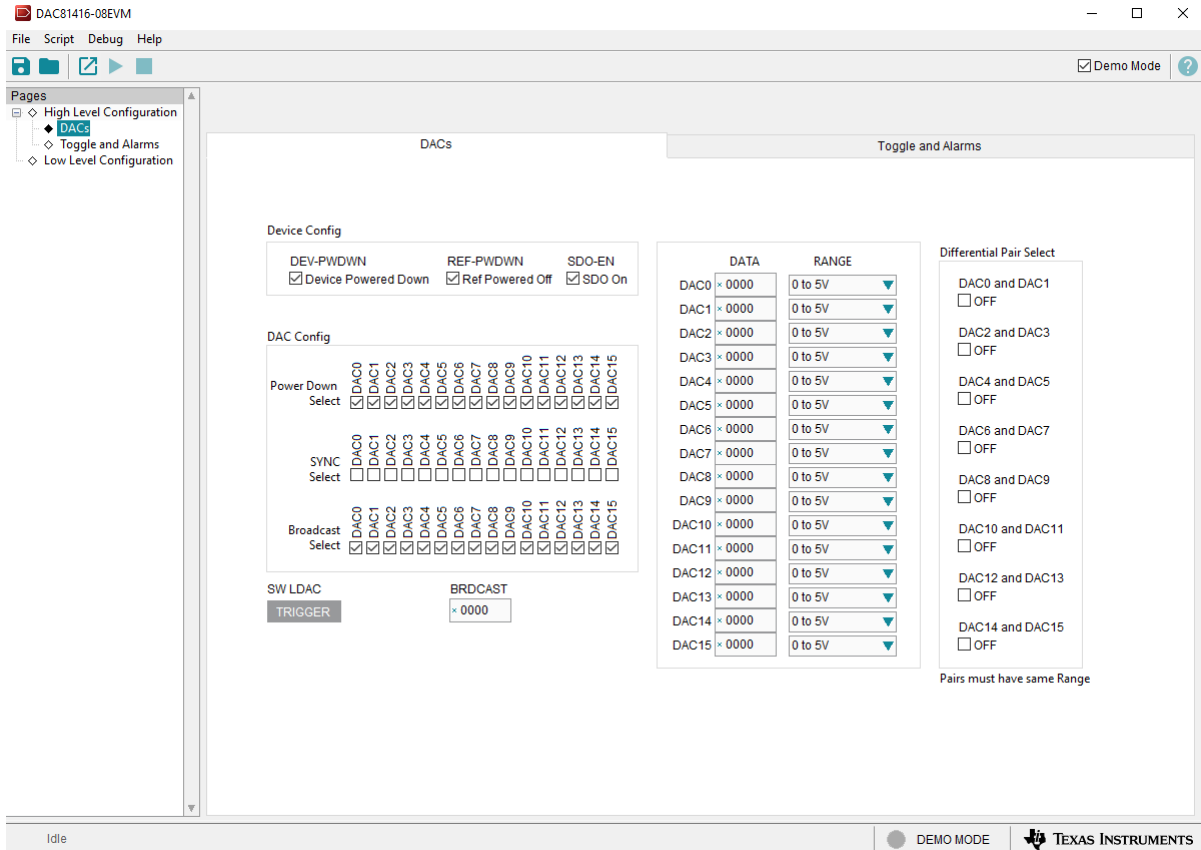 DAC81416-08EVM
File Script Debug Help
Demo Mode
Pages
High Level Configuration
DACs
Toggle and Alarms
Low Level Configuration
DACs
Toggle and Alarms
Device Config
DEV-PWDWN REF-PWDWN SDO-EN
Device Powered Down Ref Powered Off SDO On
DAC Config
Power Down Select
DAC0 DAC1 DAC2 DAC3 DAC4 DAC5 DAC6 DAC7 DAC8 DAC9 DAC10 DAC11 DAC12 DAC13 DAC14 DAC15
SYNC Select
DAC0 DAC1 DAC2 DAC3 DAC4 DAC5 DAC6 DAC7 DAC8 DAC9 DAC10 DAC11 DAC12 DAC13 DAC14 DAC15
Broadcast Select
DAC0 DAC1 DAC2 DAC3 DAC4 DAC5 DAC6 DAC7 DAC8 DAC9 DAC10 DAC11 DAC12 DAC13 DAC14 DAC15
SW LDAC BRDCAST
TRIGGER × 0000
DATA RANGE
DAC0 × 0000 0 to 5V
DAC1 × 0000 0 to 5V
DAC2 × 0000 0 to 5V
DAC3 × 0000 0 to 5V
DAC4 × 0000 0 to 5V
DAC5 × 0000 0 to 5V
DAC6 × 0000 0 to 5V
DAC7 × 0000 0 to 5V
DAC8 × 0000 0 to 5V
DAC9 × 0000 0 to 5V
DAC10 × 0000 0 to 5V
DAC11 × 0000 0 to 5V
DAC12 × 0000 0 to 5V
DAC13 × 0000 0 to 5V
DAC14 × 0000 0 to 5V
DAC15 × 0000 0 to 5V
Differential Pair Select
DAC0 and DAC1
OFF
DAC2 and DAC3
OFF
DAC4 and DAC5
OFF
DAC6 and DAC7
OFF
DAC8 and DAC9
OFF
DAC10 and DAC11
OFF
DAC12 and DAC13
OFF
DAC14 and DAC15
OFF
Pairs must have same Range
Idle
DEMO MODE
TEXAS INSTRUMENTS